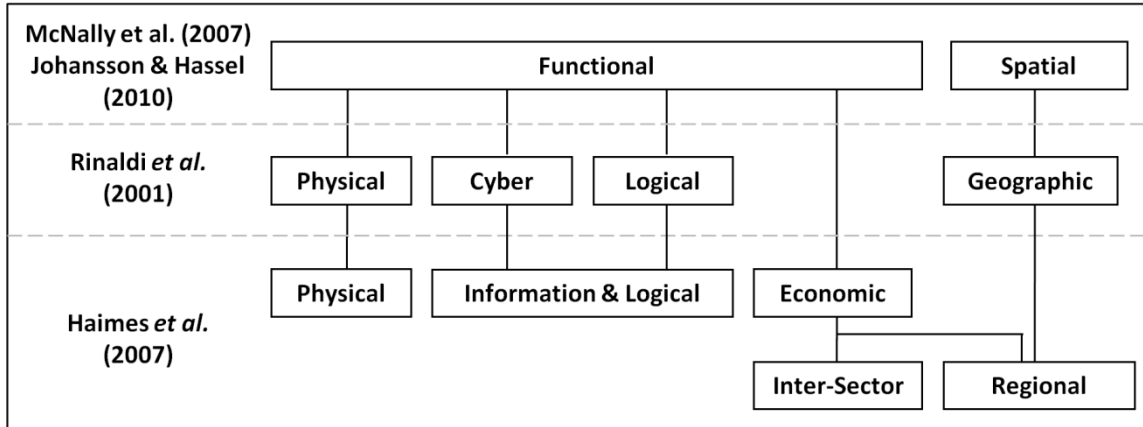 McNally et al. (2007)
Johansson & Hassel
(2010)
Functional
Spatial
Rinaldi et al.
(2001)
Physical
Cyber
Logical
Geographic
Haimes et al.
(2007)
Physical
Information & Logical
Economic
Inter-Sector
Regional